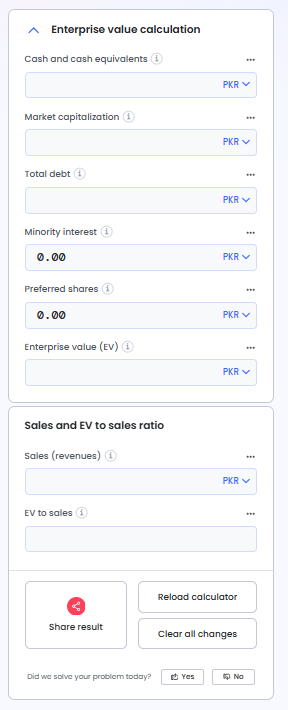 Enterprise value calculation
Cash and cash equivalents i ...
PKR
Market capitalization i ...
PKR
Total debt i ...
PKR
Minority interest i ...
0.00 PKR
Preferred shares i ...
0.00 PKR
Enterprise value (EV) i ...
PKR
Sales and EV to sales ratio
Sales (revenues) i ...
PKR
EV to sales i ...
Share result
Reload calculator
Clear all changes
Did we solve your problem today? Yes No